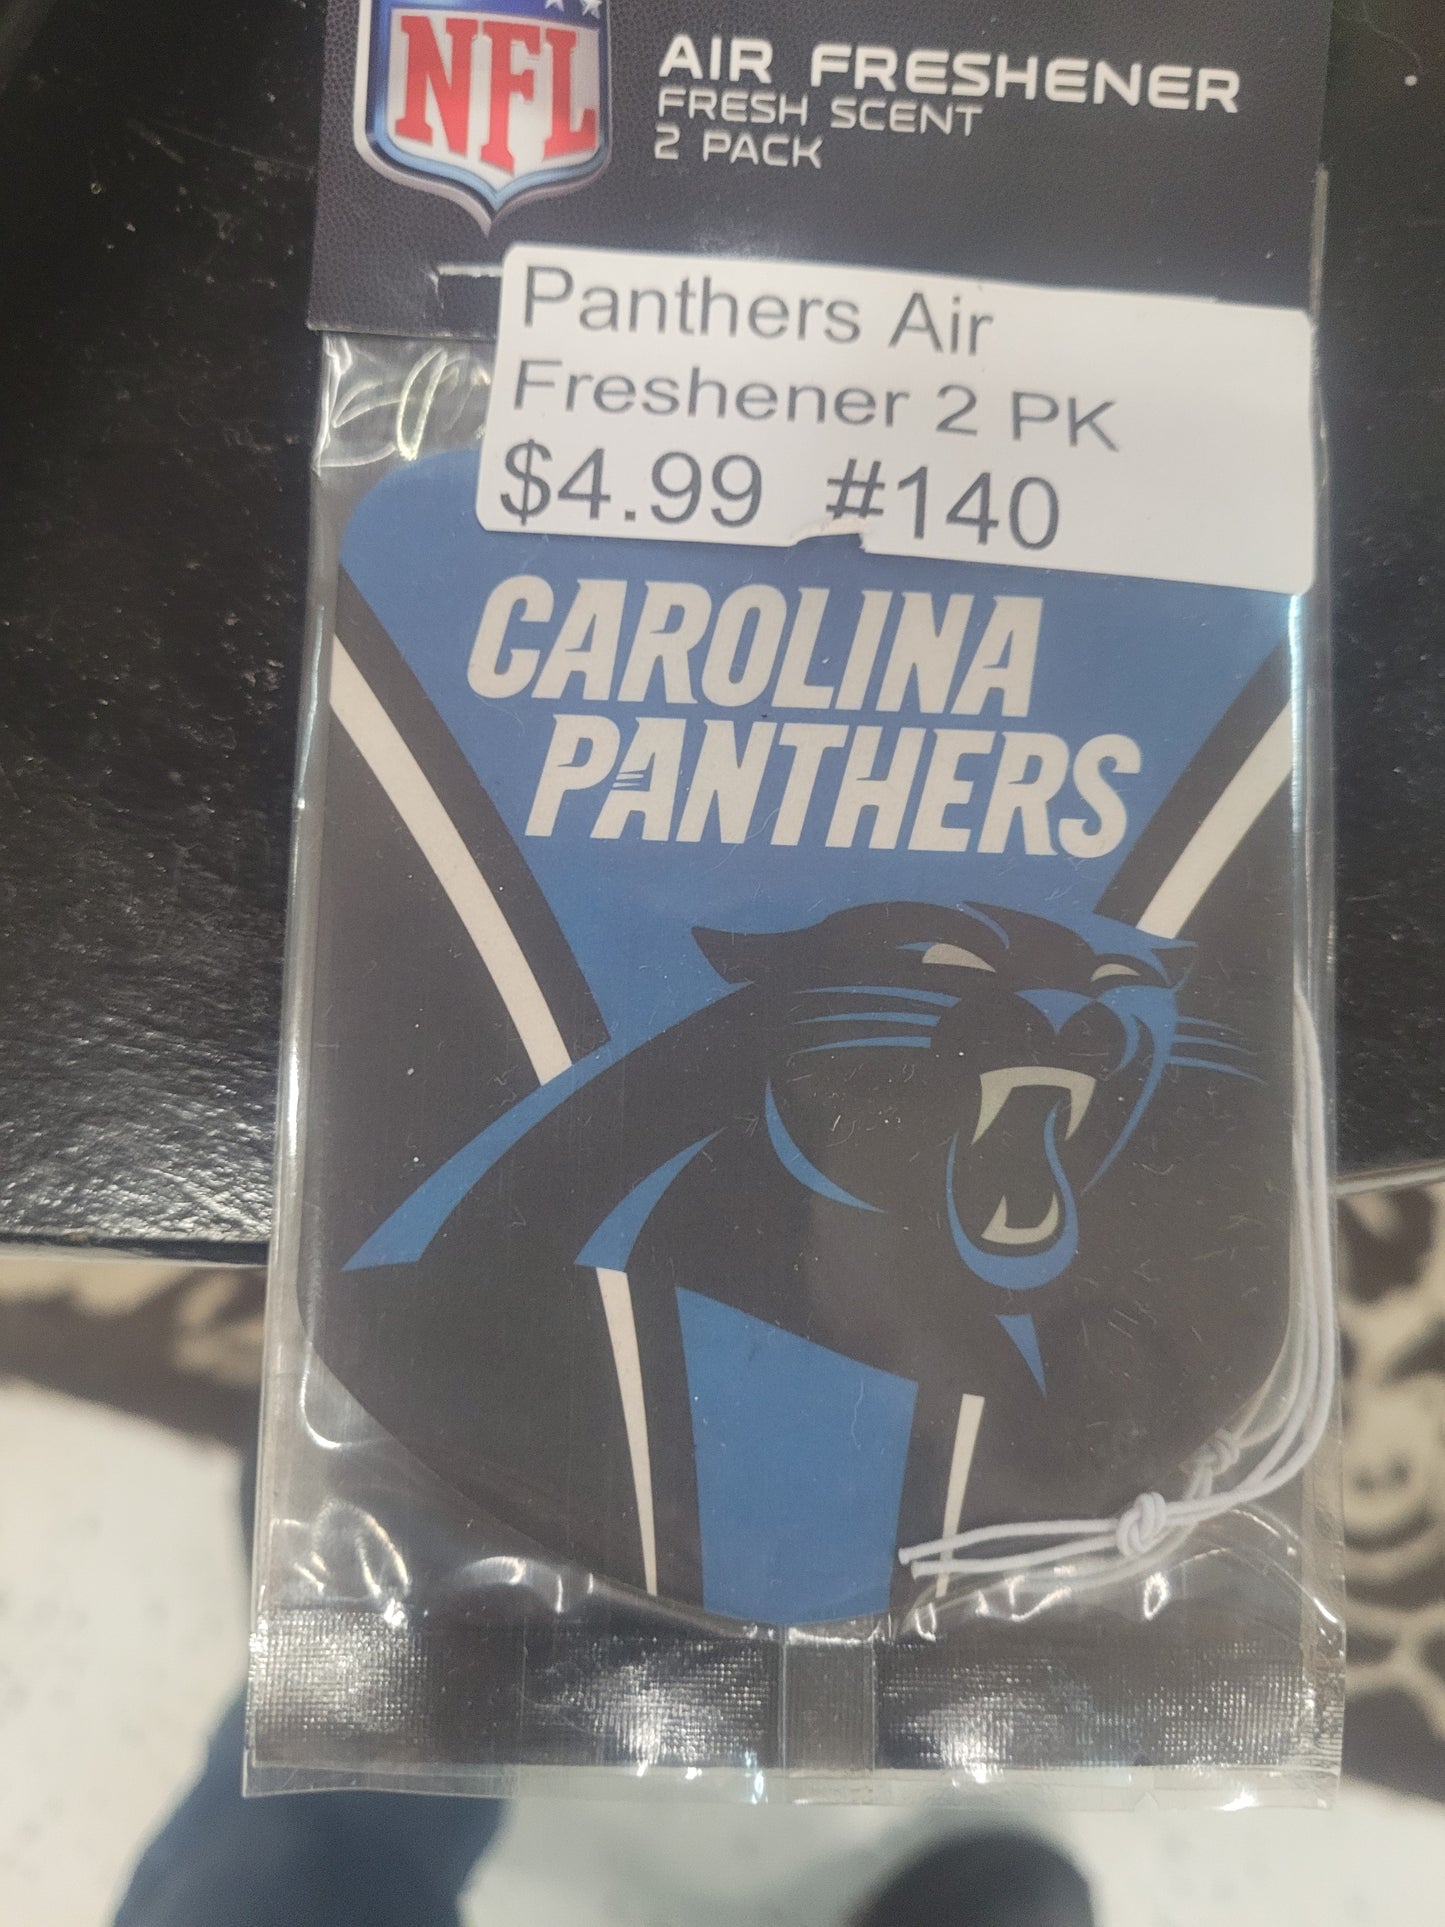 NFL
AIR FRESHENER
FRESH SCENT
2 PACK
Panthers Air
Freshener 2 PK
$4.99 #140
CAROLINA
PANTHERS